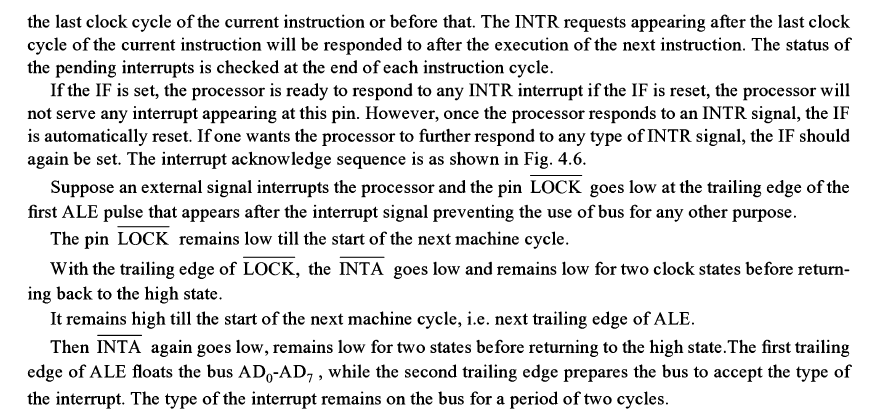 the last clock cycle of the current instruction or before that. The INTR requests appearing after the last clock
cycle of the current instruction will be responded to after the execution of the next instruction. The status of
the pending interrupts is checked at the end of each instruction cycle.
If the IF is set, the processor is ready to respond to any INTR interrupt if the IF is reset, the processor will
not serve any interrupt appearing at this pin. However, once the processor responds to an INTR signal, the IF
is automatically reset. If one wants the processor to further respond to any type of INTR signal, the IF should
again be set. The interrupt acknowledge sequence is as shown in Fig. 4.6.
Suppose an external signal interrupts the processor and the pin L̅O̅C̅K̅ goes low at the trailing edge of the
first ALE pulse that appears after the interrupt signal preventing the use of bus for any other purpose.
The pin L̅O̅C̅K̅ remains low till the start of the next machine cycle.
With the trailing edge of L̅O̅C̅K̅, the I̅N̅T̅A̅ goes low and remains low for two clock states before return-
ing back to the high state.
It remains high till the start of the next machine cycle, i.e. next trailing edge of ALE.
Then I̅N̅T̅A̅ again goes low, remains low for two states before returning to the high state.The first trailing
edge of ALE floats the bus AD₀-AD₇ , while the second trailing edge prepares the bus to accept the type of
the interrupt. The type of the interrupt remains on the bus for a period of two cycles.